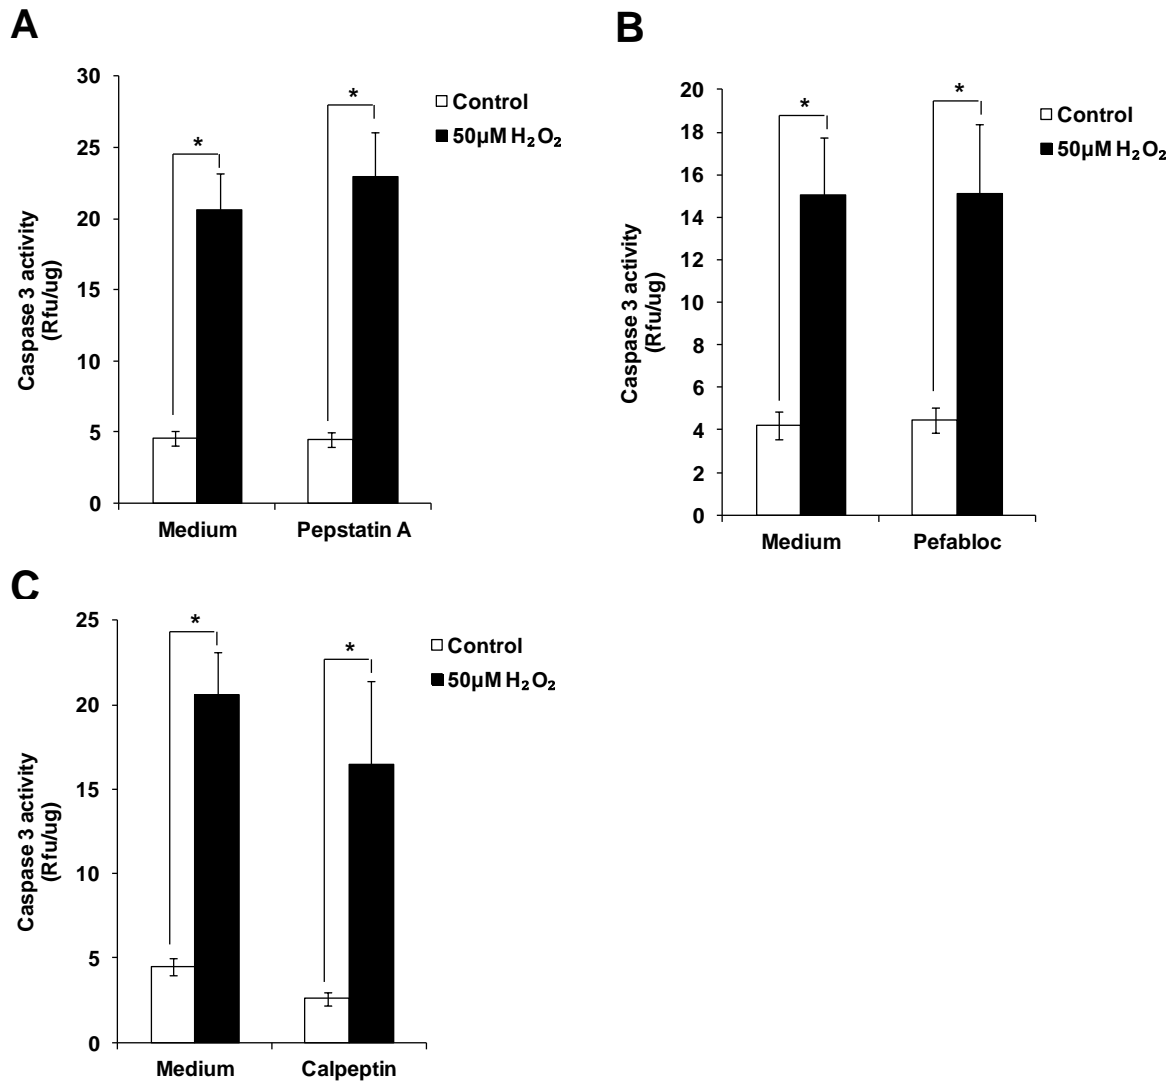 A
30
25
20
15
10
5
0
Caspase 3 activity
(Rfu/ug)
*
*
Control
50µM H₂O₂
Medium
Pepstatin A
B
20
18
16
14
12
10
8
6
4
2
0
Caspase 3 activity
(Rfu/ug)
*
*
Control
50µM H₂O₂
Medium
Pefabloc
C
25
20
15
10
5
0
Caspase 3 activity
(Rfu/ug)
*
*
Control
50µM H₂O₂
Medium
Calpeptin